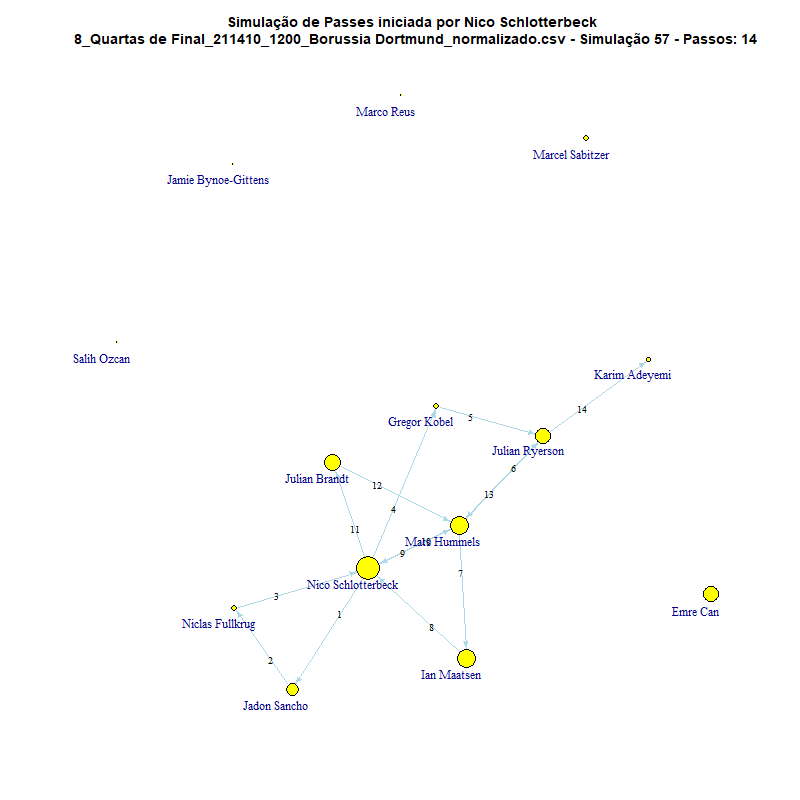 Simulação de Passes iniciada por Nico Schlotterbeck
8_Quartas de Final_211410_1200_Borussia Dortmund_normalizado.csv - Simulação 57 - Passos: 14
Marco Reus
Marcel Sabitzer
Jamie Bynoe-Gittens
Salih Ozcan
Karim Adeyemi
14
Gregor Kobel
5
Julian Ryerson
6
Julian Brandt
12
13
4
11
Mats Hummels
9
10
7
Nico Schlotterbeck
3
1
Niclas Fullkrug
8
Emre Can
2
Ian Maatsen
Jadon Sancho